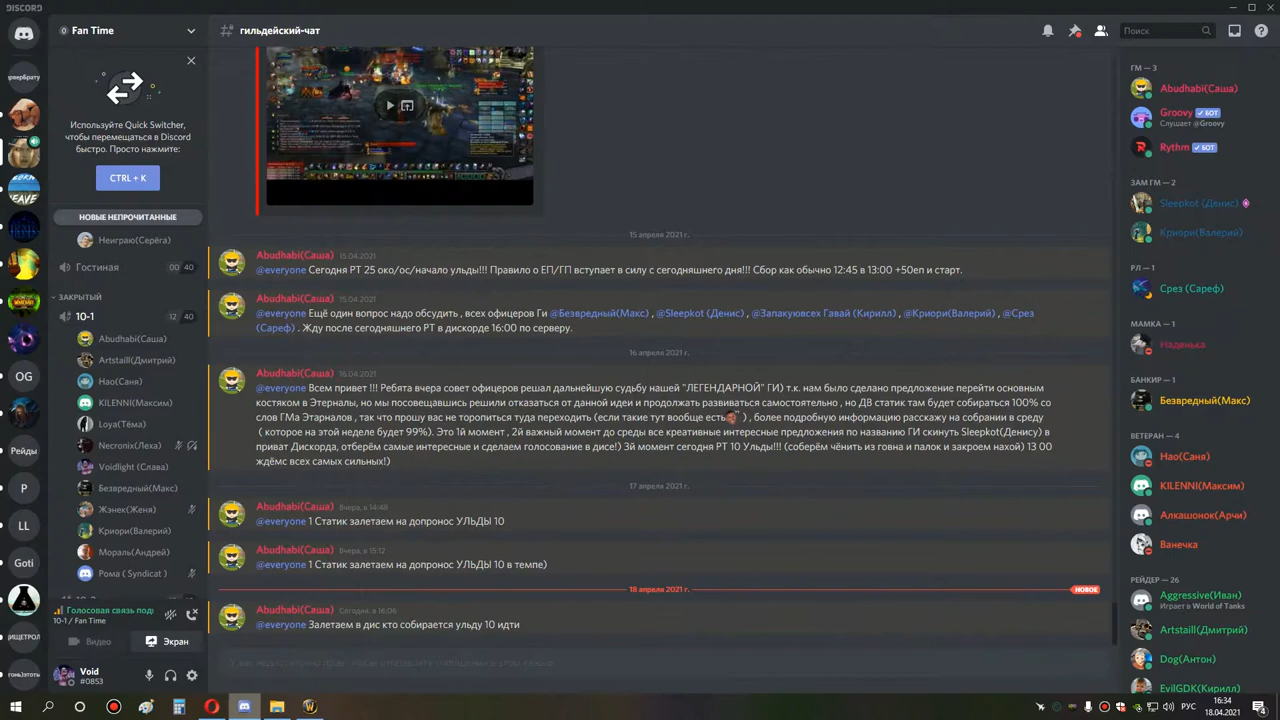 DISCORD
Fan Time
гильдейский-чат
Поиск
Используйте Quick Switcher,
чтобы перемещаться в Discord
быстро. Просто нажмите:
CTRL + K
НОВЫЕ НЕПРОЧИТАННЫЕ
Неиграю(Серёга)
Гостиная 00 40
ЗАКРЫТЫЙ
10-1 12 40
Abudhabi(Саша)
Artstaill(Дмитрий)
Нао(Саня)
KILENNI(Максим)
Loya(Тёма)
Necronix(Леха)
Voidlight (Слава)
Безвредный(Макс)
Жэнек(Женя)
Криори(Валерий)
Мораль(Андрей)
Рома ( Syndicat )
Голосовая связь под
10-1 / Fan Time
Видео
Экран
Void
#0853
OG
Рейды
P
LL
Goti
15 апреля 2021 г.
Abudhabi(Саша) 15.04.2021
@everyone Сегодня РТ 25 око/ос/начало ульды!!! Правило о ЕП/ГП вступает в силу с сегодняшнего дня!!! Сбор как обычно 12:45 в 13:00 +50еп и старт.
Abudhabi(Саша) 15.04.2021
@everyone Ещё один вопрос надо обсудить , всех офицеров Ги @Безвредный(Макс) , @Sleepkot (Денис) , @Запакуювсех Гавай (Кирилл) , @Криори(Валерий) , @Срез
(Сареф) . Жду после сегодняшнего РТ в дискорде 16:00 по серверу.
16 апреля 2021 г.
Abudhabi(Саша) 16.04.2021
@everyone Всем привет !!! Ребята вчера совет офицеров решал дальнейшую судьбу нашей "ЛЕГЕНДАРНОЙ" ГИ) т.к. нам было сделано предложение перейти основным
костяком в Этерналы, но мы посовещавшись решили отказаться от данной идеи и продолжать развиваться самостоятельно , но ДВ статик там будет собираться 100% со
слов ГМа Этарналов , так что прошу вас не торопиться туда переходить (если такие тут вообще есть ) , более подробную информацию расскажу на собрании в среду
( которое на этой неделе будет 99%). Это 1й момент , 2й важный момент до среды все креативные интересные предложения по названию ГИ скинуть Sleepkot(Денису) в
приват Дискорда, отберём самые интересные и сделаем голосование в дисе!) 3й момент сегодня РТ 10 Ульды!!! (соберём чёнить из говна и палок и закроем нахой) 13 00
ждёмс всех самых сильных!)
17 апреля 2021 г.
Abudhabi(Саша) Вчера, в 14:48
@everyone 1 Статик залетаем на допронос УЛЬДЫ 10
Abudhabi(Саша) Вчера, в 15:12
@everyone 1 Статик залетаем на допронос УЛЬДЫ 10 в темпе)
18 апреля 2021 г. НОВОЕ
Abudhabi(Саша) Сегодня, в 16:06
@everyone Залетаем в дис кто собирается ульду 10 идти
ГМ — 3
Abudhabi(Саша)
Groovy БОТ
Слушает @Groovy
Rythm БОТ
ЗАМ ГМ — 2
Sleepkot (Денис)
Криори(Валерий)
РЛ — 1
Срез (Сареф)
МАМКА — 1
Наденька
БАНКИР — 1
Безвредный(Макс)
ВЕТЕРАН — 4
Нао(Саня)
KILENNI(Максим)
Алкашонок(Арчи)
Ванечка
РЕЙДЕР — 26
Aggressive(Иван)
Играет в World of Tanks
Artstaill(Дмитрий)
Dog(Антон)
EvilGDK(Кирилл)
РУС
16:34
18.04.2021